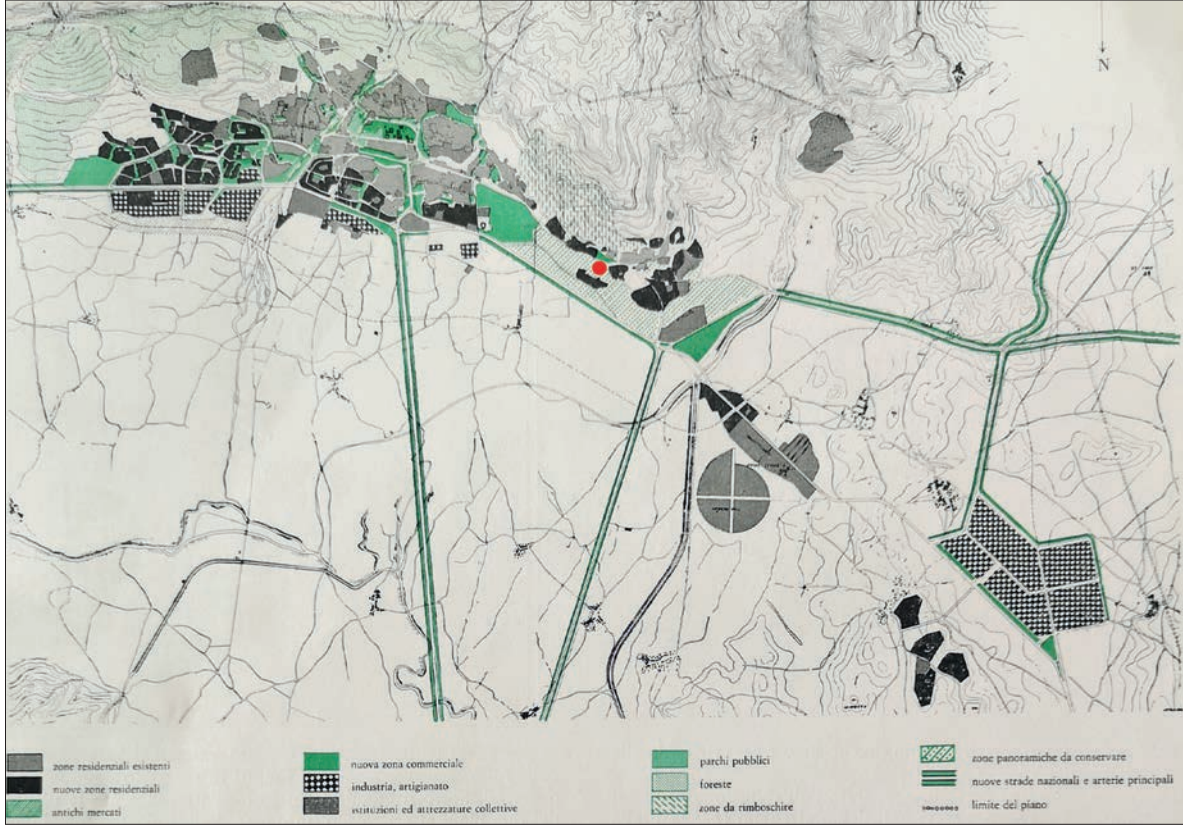 N
zone residenziali esistenti
nuove zone residenziali
antichi mercati
nuova zona commerciale
industria, artigianato
istituzioni ed attrezzature collettive
parchi pubblici
foreste
zone da rimboschire
zone panoramiche da conservare
nuove strade nazionali e arterie principali
limite del piano